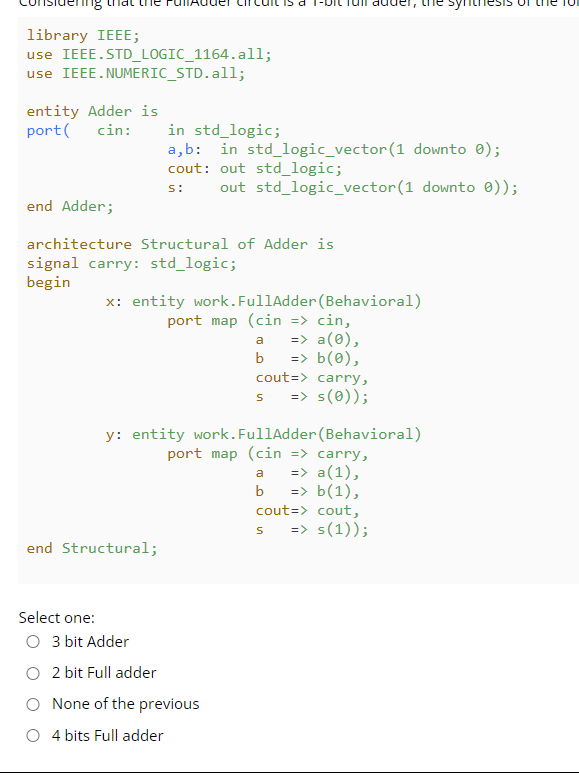 Considering that the FullAdder circuit is a 1-bit full adder, the synthesis of the
library IEEE;
use IEEE.STD_LOGIC_1164.all;
use IEEE.NUMERIC_STD.all;
entity Adder is
port( cin: in std_logic;
a,b: in std_logic_vector(1 downto 0);
cout: out std_logic;
s: out std_logic_vector(1 downto 0));
end Adder;
architecture Structural of Adder is
signal carry: std_logic;
begin
x: entity work.FullAdder(Behavioral)
port map (cin => cin,
a => a(0),
b => b(0),
cout=> carry,
s => s(0));
y: entity work.FullAdder(Behavioral)
port map (cin => carry,
a => a(1),
b => b(1),
cout=> cout,
s => s(1));
end Structural;
Select one:
3 bit Adder
2 bit Full adder
None of the previous
4 bits Full adder